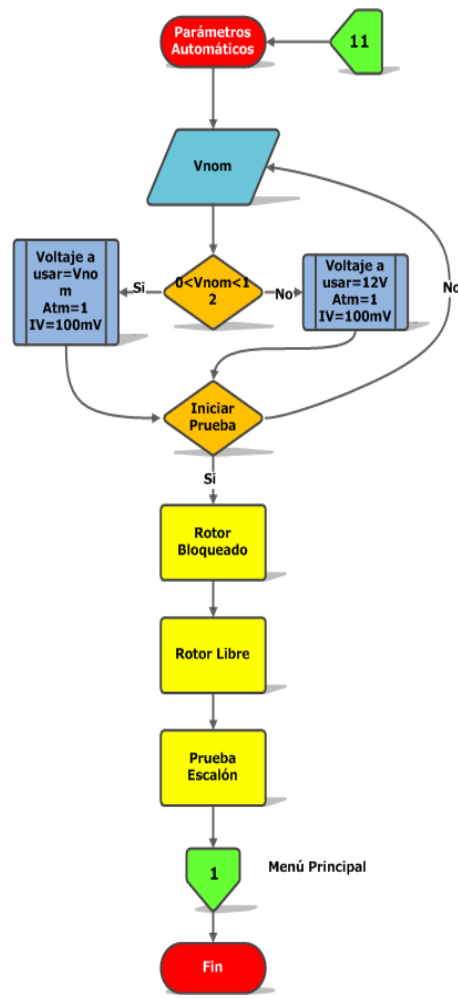 Parámetros
Automáticos
11
Vnom
Voltaje a
usar=Vno
m
Atm=1
IV=100mV
Si
0<Vnom<1
2
No
Voltaje a
usar=12V
Atm=1
IV=100mV
No
Iniciar
Prueba
Si
Rotor
Bloqueado
Rotor Libre
Prueba
Escalón
1
Menú Principal
Fin